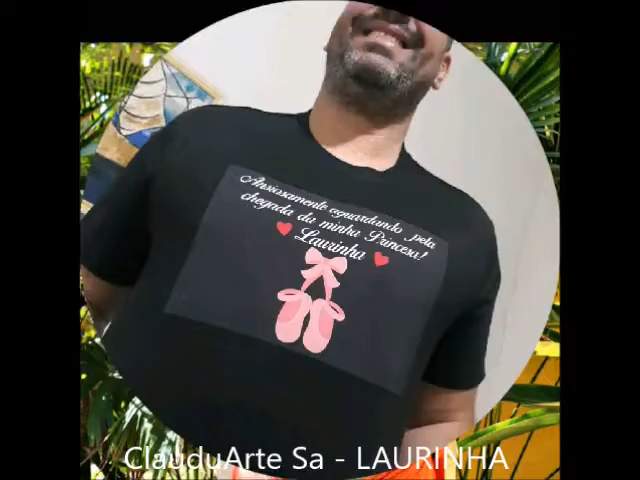 Ansiosamente aguardando pela
chegada da minha Princesa!
Laurinha
ClauduArte Sa - LAURINHA